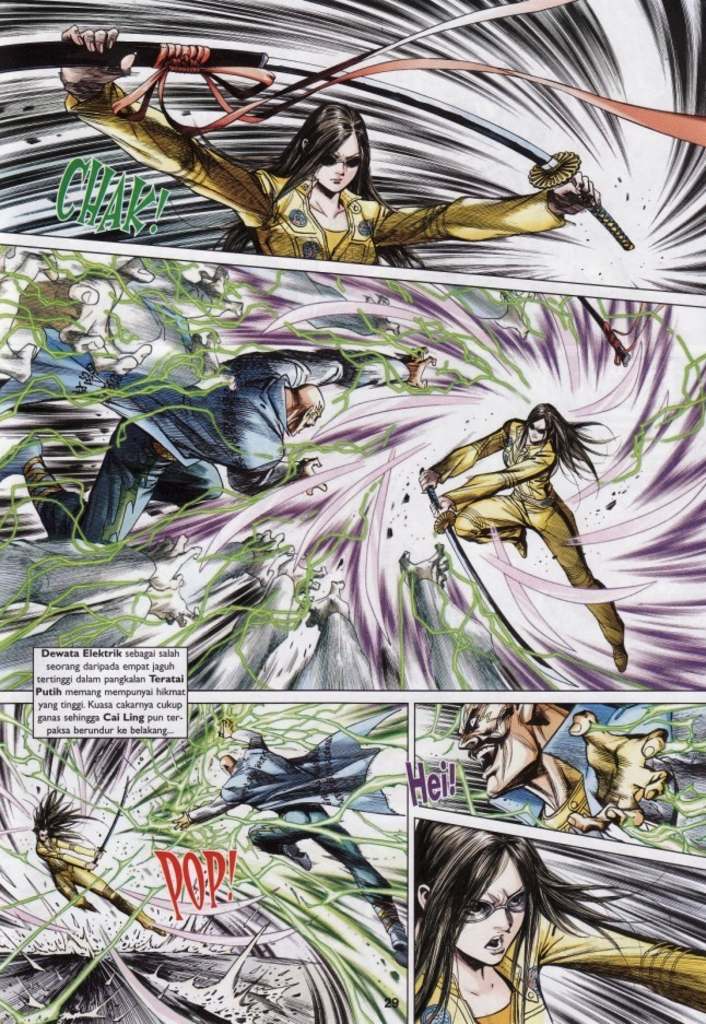 CHAK!
Dewata Elektrik sebagai salah
seorang daripada empat jaguh
tertinggi dalam pangkalan Teratai
Putih memang mempunyai hikmat
yang tinggi. Kuasa cakarnya cukup
ganas sehingga Cai Ling pun ter-
paksa berundur ke belakang...
POP!
Hei!
29